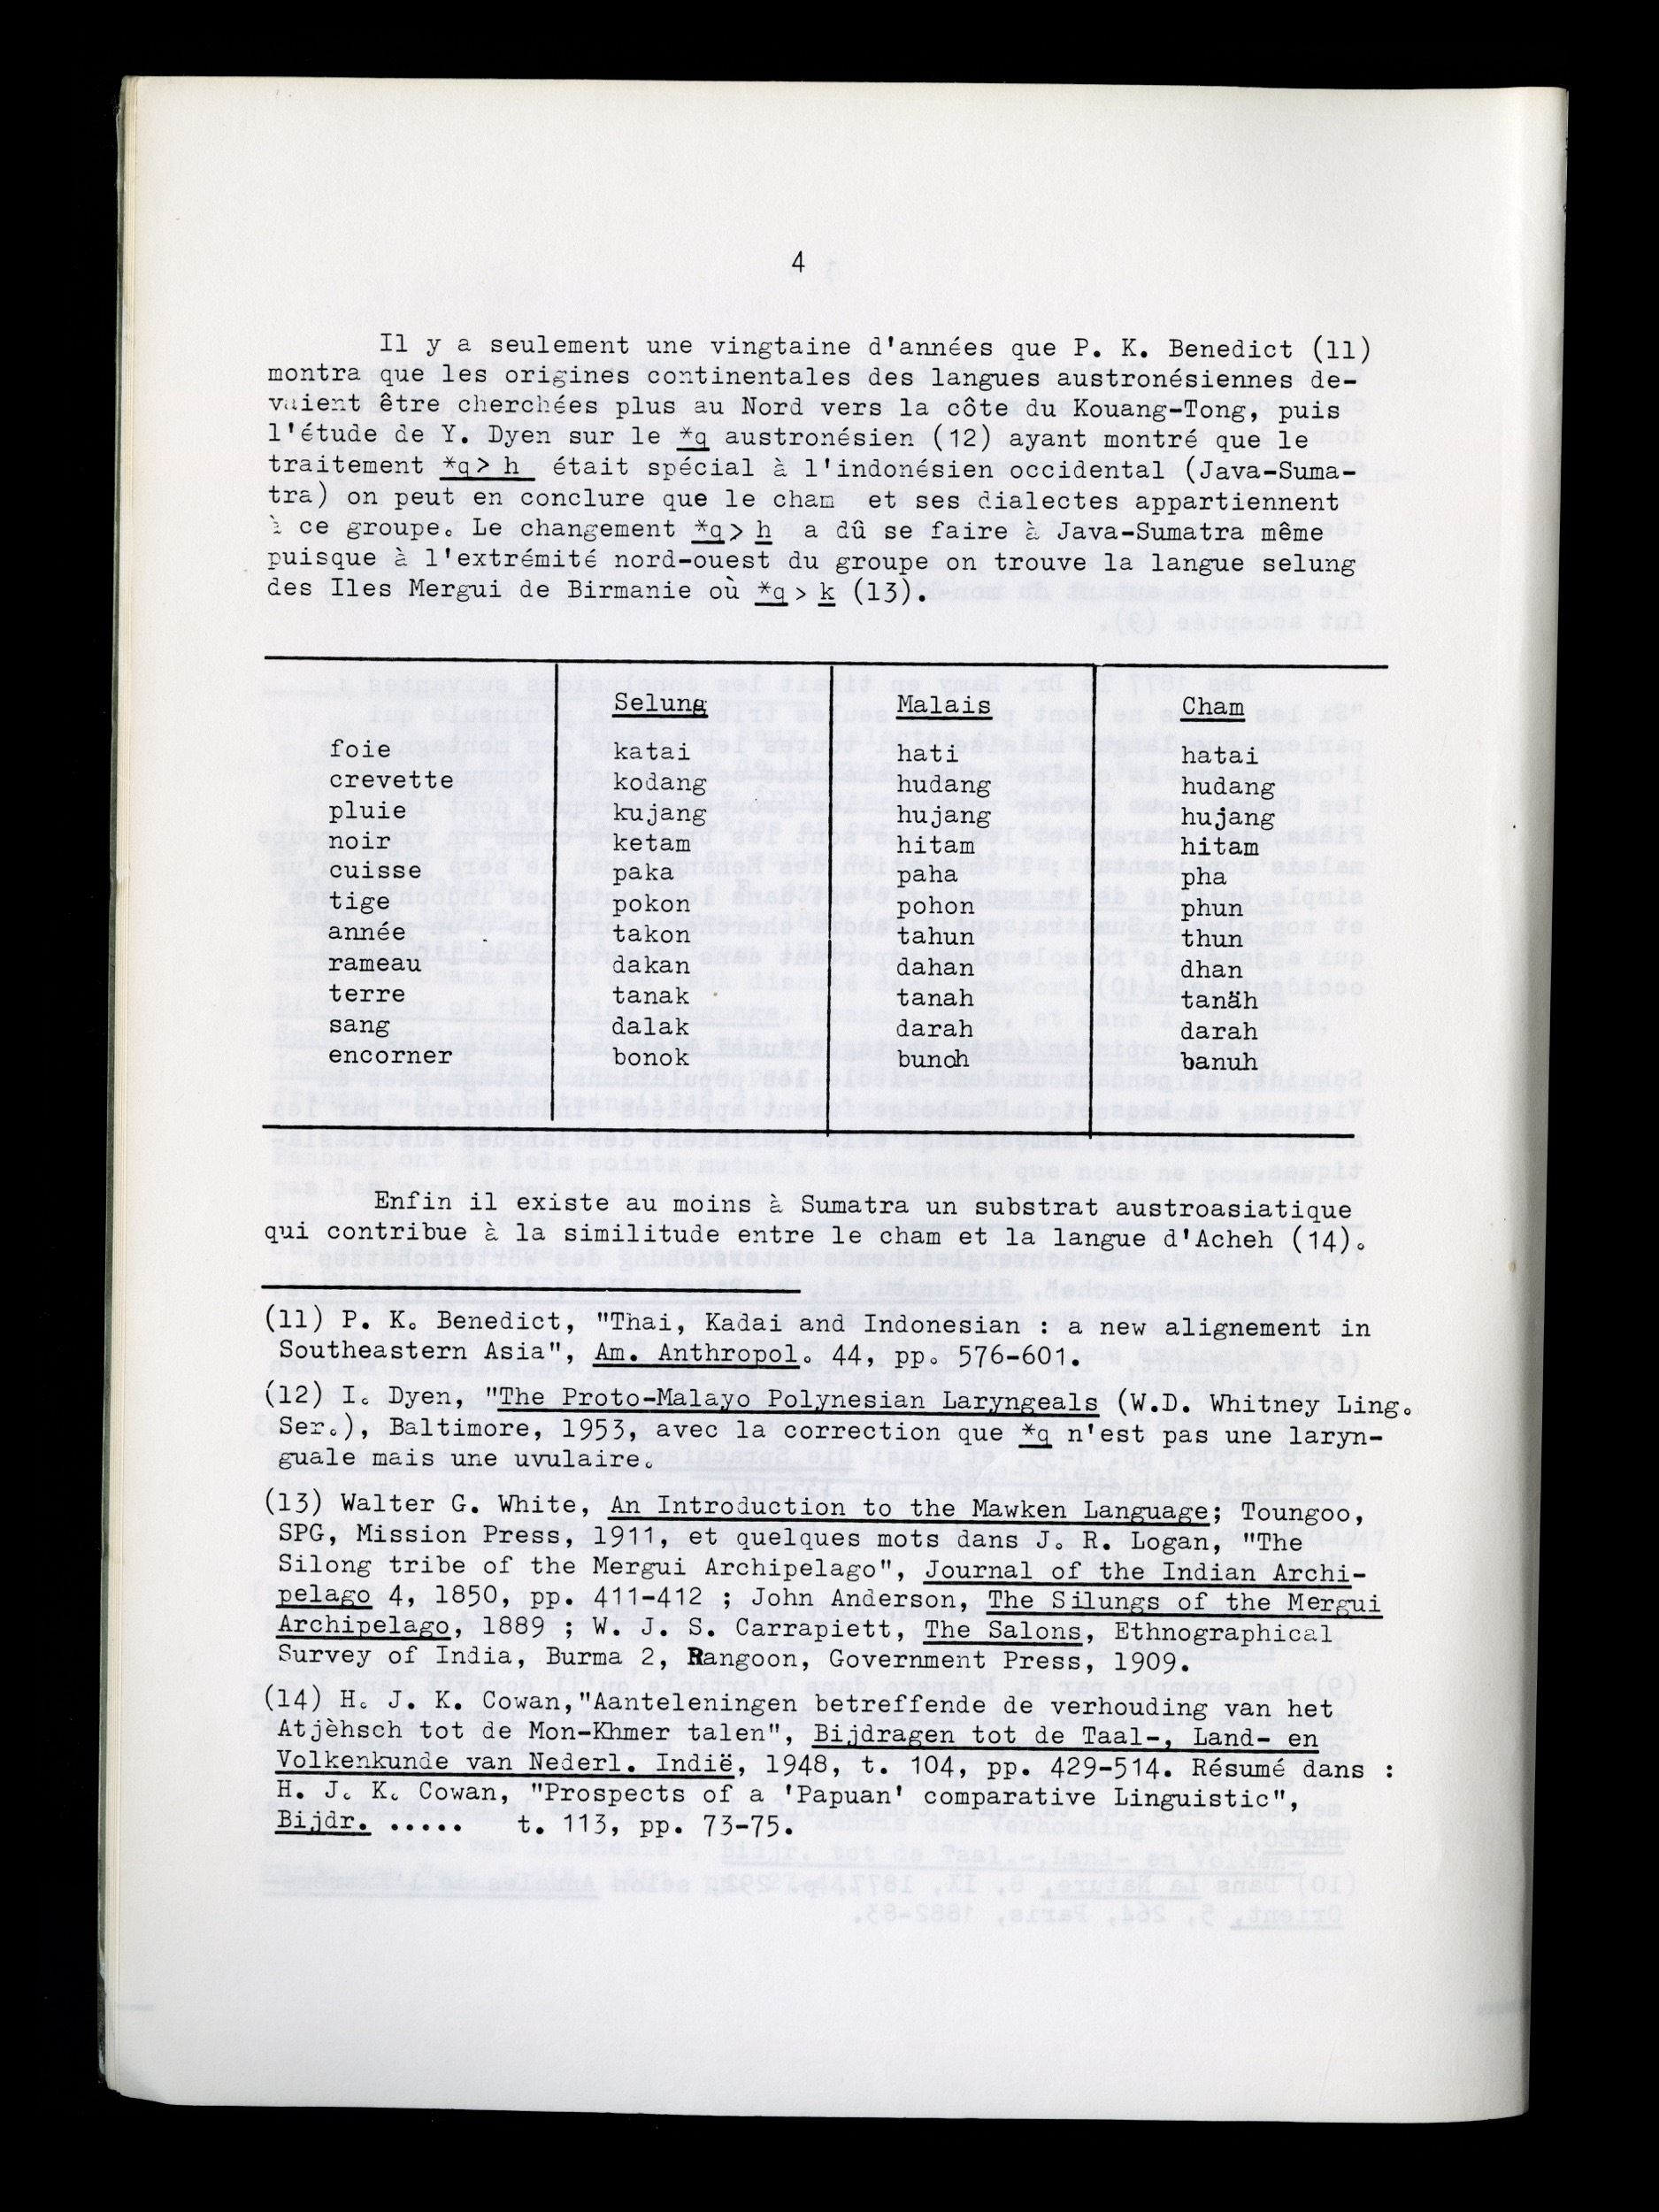 4
Il y a seulement une vingtaine d'années que P. K. Benedict (11)
montra que les origines continentales des langues austronésiennes de-
vaient être cherchées plus au Nord vers la côte du Kouang-Tong, puis
l'étude de Y. Dyen sur le *q austronésien (12) ayant montré que le
traitement *q > h était spécial à l'indonésien occidental (Java-Suma-
tra) on peut en conclure que le cham et ses dialectes appartiennent
à ce groupe. Le changement *q > h a dû se faire à Java-Sumatra même
puisque à l'extrémité nord-ouest du groupe on trouve la langue selung
des Iles Mergui de Birmanie où *q > k (13).
Selung Malais Cham
foie katai hati hatai
crevette kodang hudang hudang
pluie kujang hujang hujang
noir ketam hitam hitam
cuisse paka paha pha
tige pokon pohon phun
année takon tahun thun
rameau dakan dahan dhan
terre tanak tanah tanäh
sang dalak darah darah
encorner bonok bunoh banuh
Enfin il existe au moins à Sumatra un substrat austroasiatique
qui contribue à la similitude entre le cham et la langue d'Acheh (14).
(11) P. K. Benedict, "Thai, Kadai and Indonesian : a new alignement in
Southeastern Asia", Am. Anthropol. 44, pp. 576-601.
(12) I. Dyen, "The Proto-Malayo Polynesian Laryngeals (W.D. Whitney Ling.
Ser.), Baltimore, 1953, avec la correction que *q n'est pas une laryn-
guale mais une uvulaire.
(13) Walter G. White, An Introduction to the Mawken Language; Toungoo,
SPG, Mission Press, 1911, et quelques mots dans J. R. Logan, "The
Silong tribe of the Mergui Archipelago", Journal of the Indian Archi-
pelago 4, 1850, pp. 411-412 ; John Anderson, The Silungs of the Mergui
Archipelago, 1889 ; W. J. S. Carrapiett, The Salons, Ethnographical
Survey of India, Burma 2, Rangoon, Government Press, 1909.
(14) H. J. K. Cowan,"Aanteleningen betreffende de verhouding van het
Atjèhsch tot de Mon-Khmer talen", Bijdragen tot de Taal-, Land- en
Volkenkunde van Nederl. Indië, 1948, t. 104, pp. 429-514. Résumé dans :
H. J. K. Cowan, "Prospects of a 'Papuan' comparative Linguistic",
Bijdr. ..... t. 113, pp. 73-75.